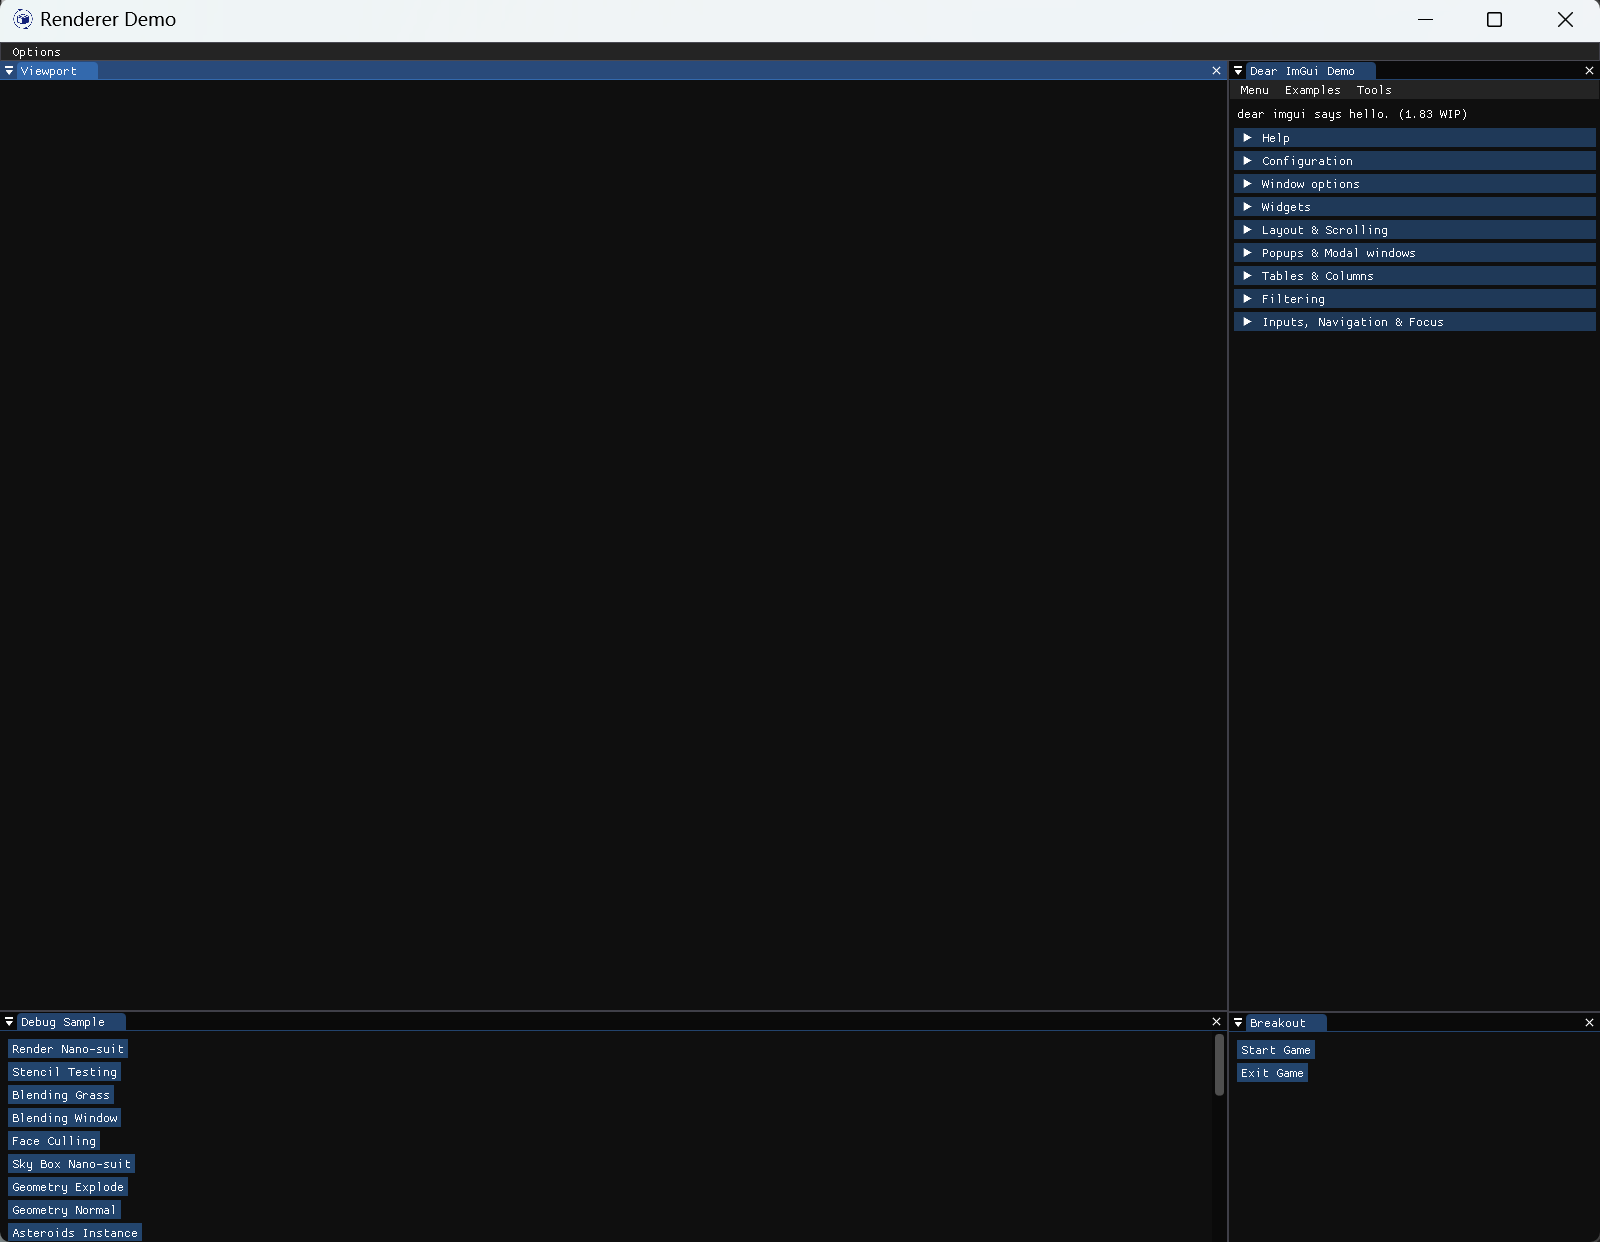 Renderer Demo
Options
Viewport
Dear ImGui Demo
Menu Examples Tools
dear imgui says hello. (1.83 WIP)
Help
Configuration
Window options
Widgets
Layout & Scrolling
Popups & Modal windows
Tables & Columns
Filtering
Inputs, Navigation & Focus
Debug Sample
Render Nano-suit
Stencil Testing
Blending Grass
Blending Window
Face Culling
Sky Box Nano-suit
Geometry Explode
Geometry Normal
Asteroids Instance
Breakout
Start Game
Exit Game